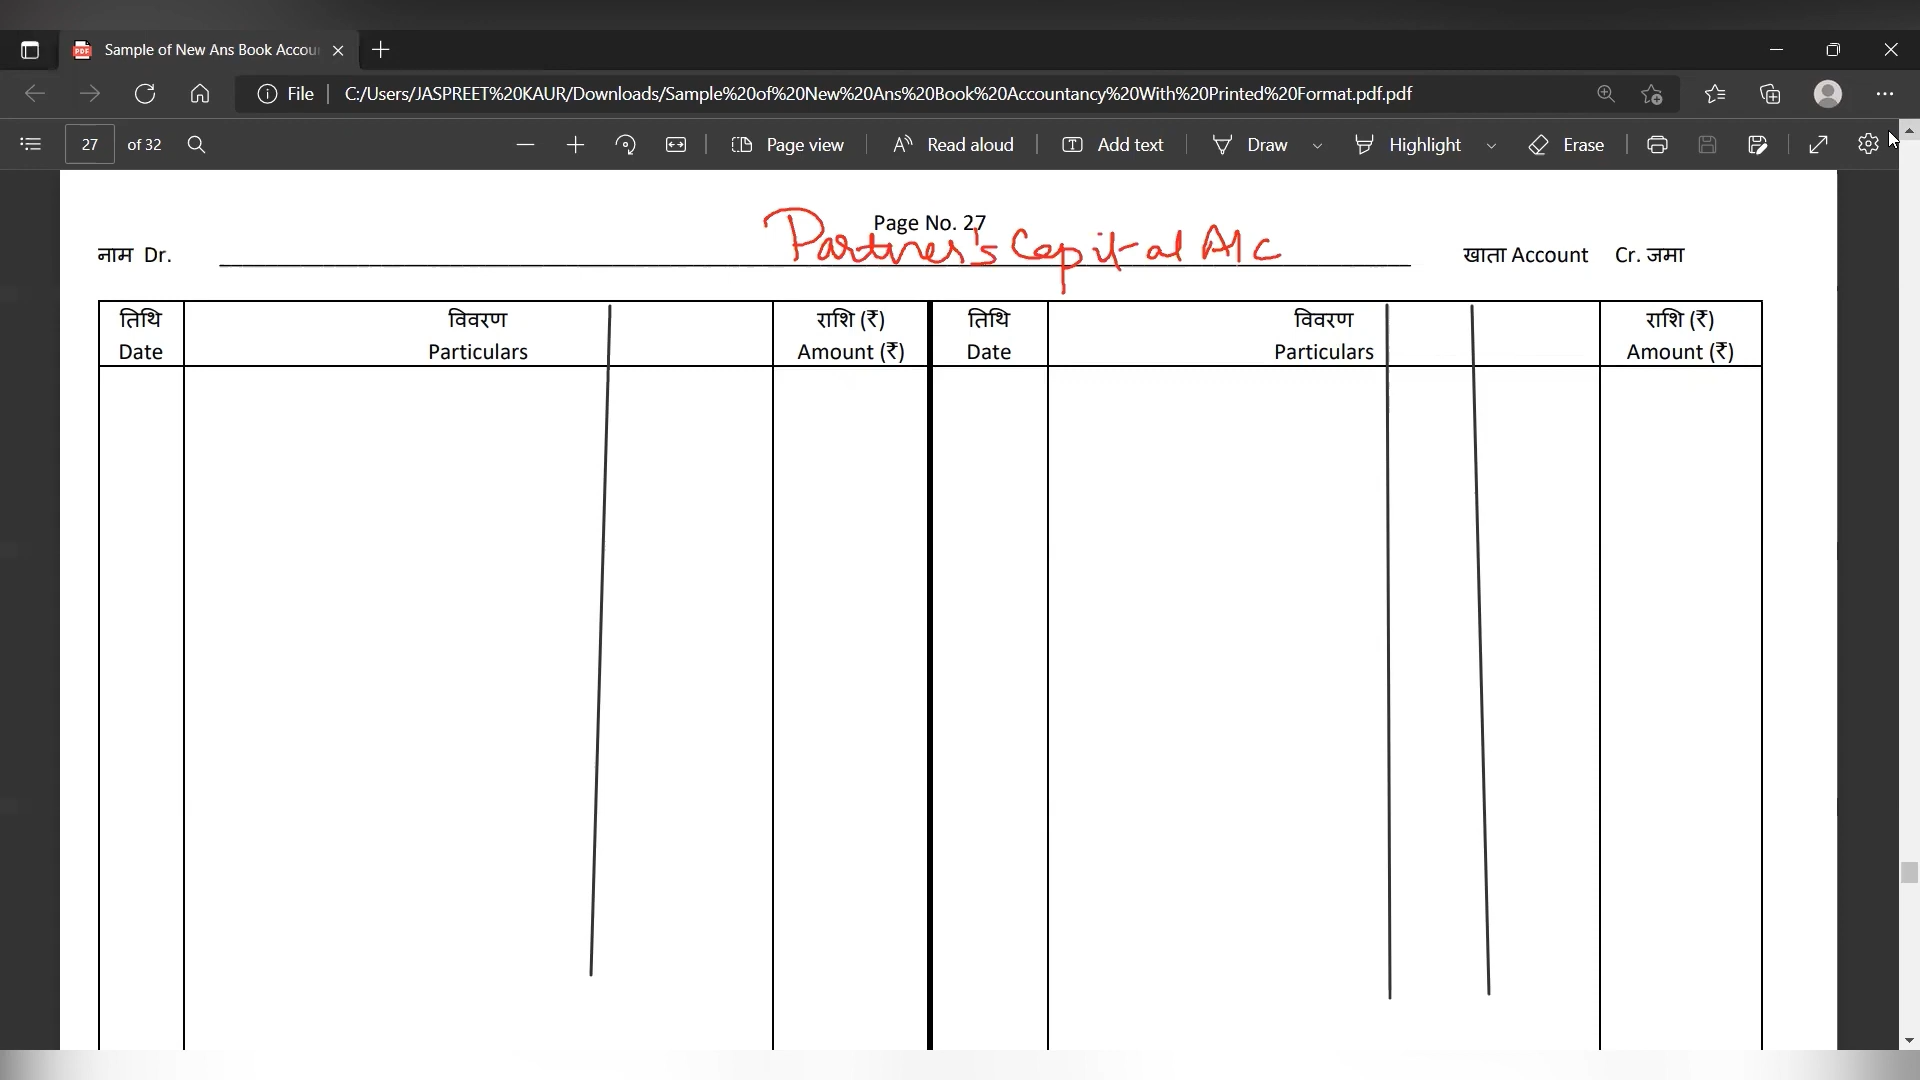 Sample of New Ans Book Accou
File C:/Users/JASPREET%20KAUR/Downloads/Sample%20of%20New%20Ans%20Book%20Accountancy%20With%20Printed%20Format.pdf.pdf
27 of 32 Page view Read aloud Add text Draw Highlight Erase
Page No. 27
नाम Dr. Partner's Capital A/c खाता Account Cr. जमा
तिथि विवरण राशि (₹) तिथि विवरण राशि (₹)
Date Particulars Amount (₹) Date Particulars Amount (₹)